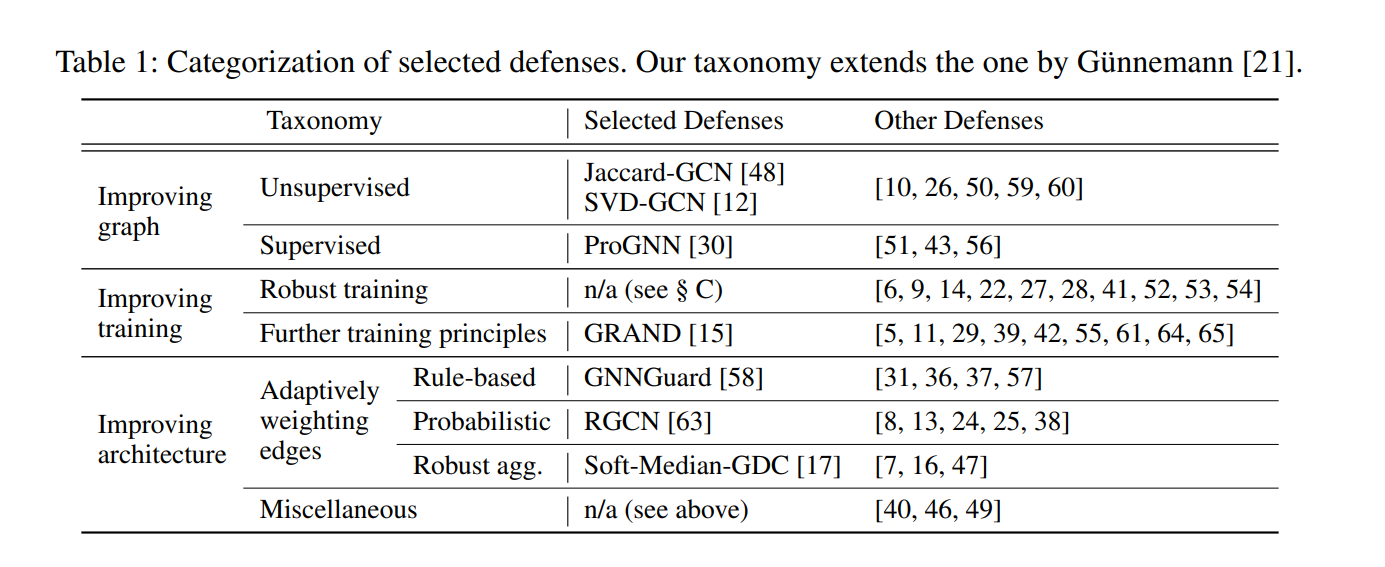 Table 1: Categorization of selected defenses. Our taxonomy extends the one by Günnemann [21].
Taxonomy Selected Defenses Other Defenses
Improving graph
Unsupervised
Jaccard-GCN [48]
SVD-GCN [12]
[10, 26, 50, 59, 60]
Supervised ProGNN [30] [51, 43, 56]
Improving training
Robust training n/a (see § C) [6, 9, 14, 22, 27, 28, 41, 52, 53, 54]
Further training principles GRAND [15] [5, 11, 29, 39, 42, 55, 61, 64, 65]
Improving architecture
Adaptively weighting edges
Rule-based GNNGuard [58] [31, 36, 37, 57]
Probabilistic RGCN [63] [8, 13, 24, 25, 38]
Robust agg. Soft-Median-GDC [17] [7, 16, 47]
Miscellaneous n/a (see above) [40, 46, 49]